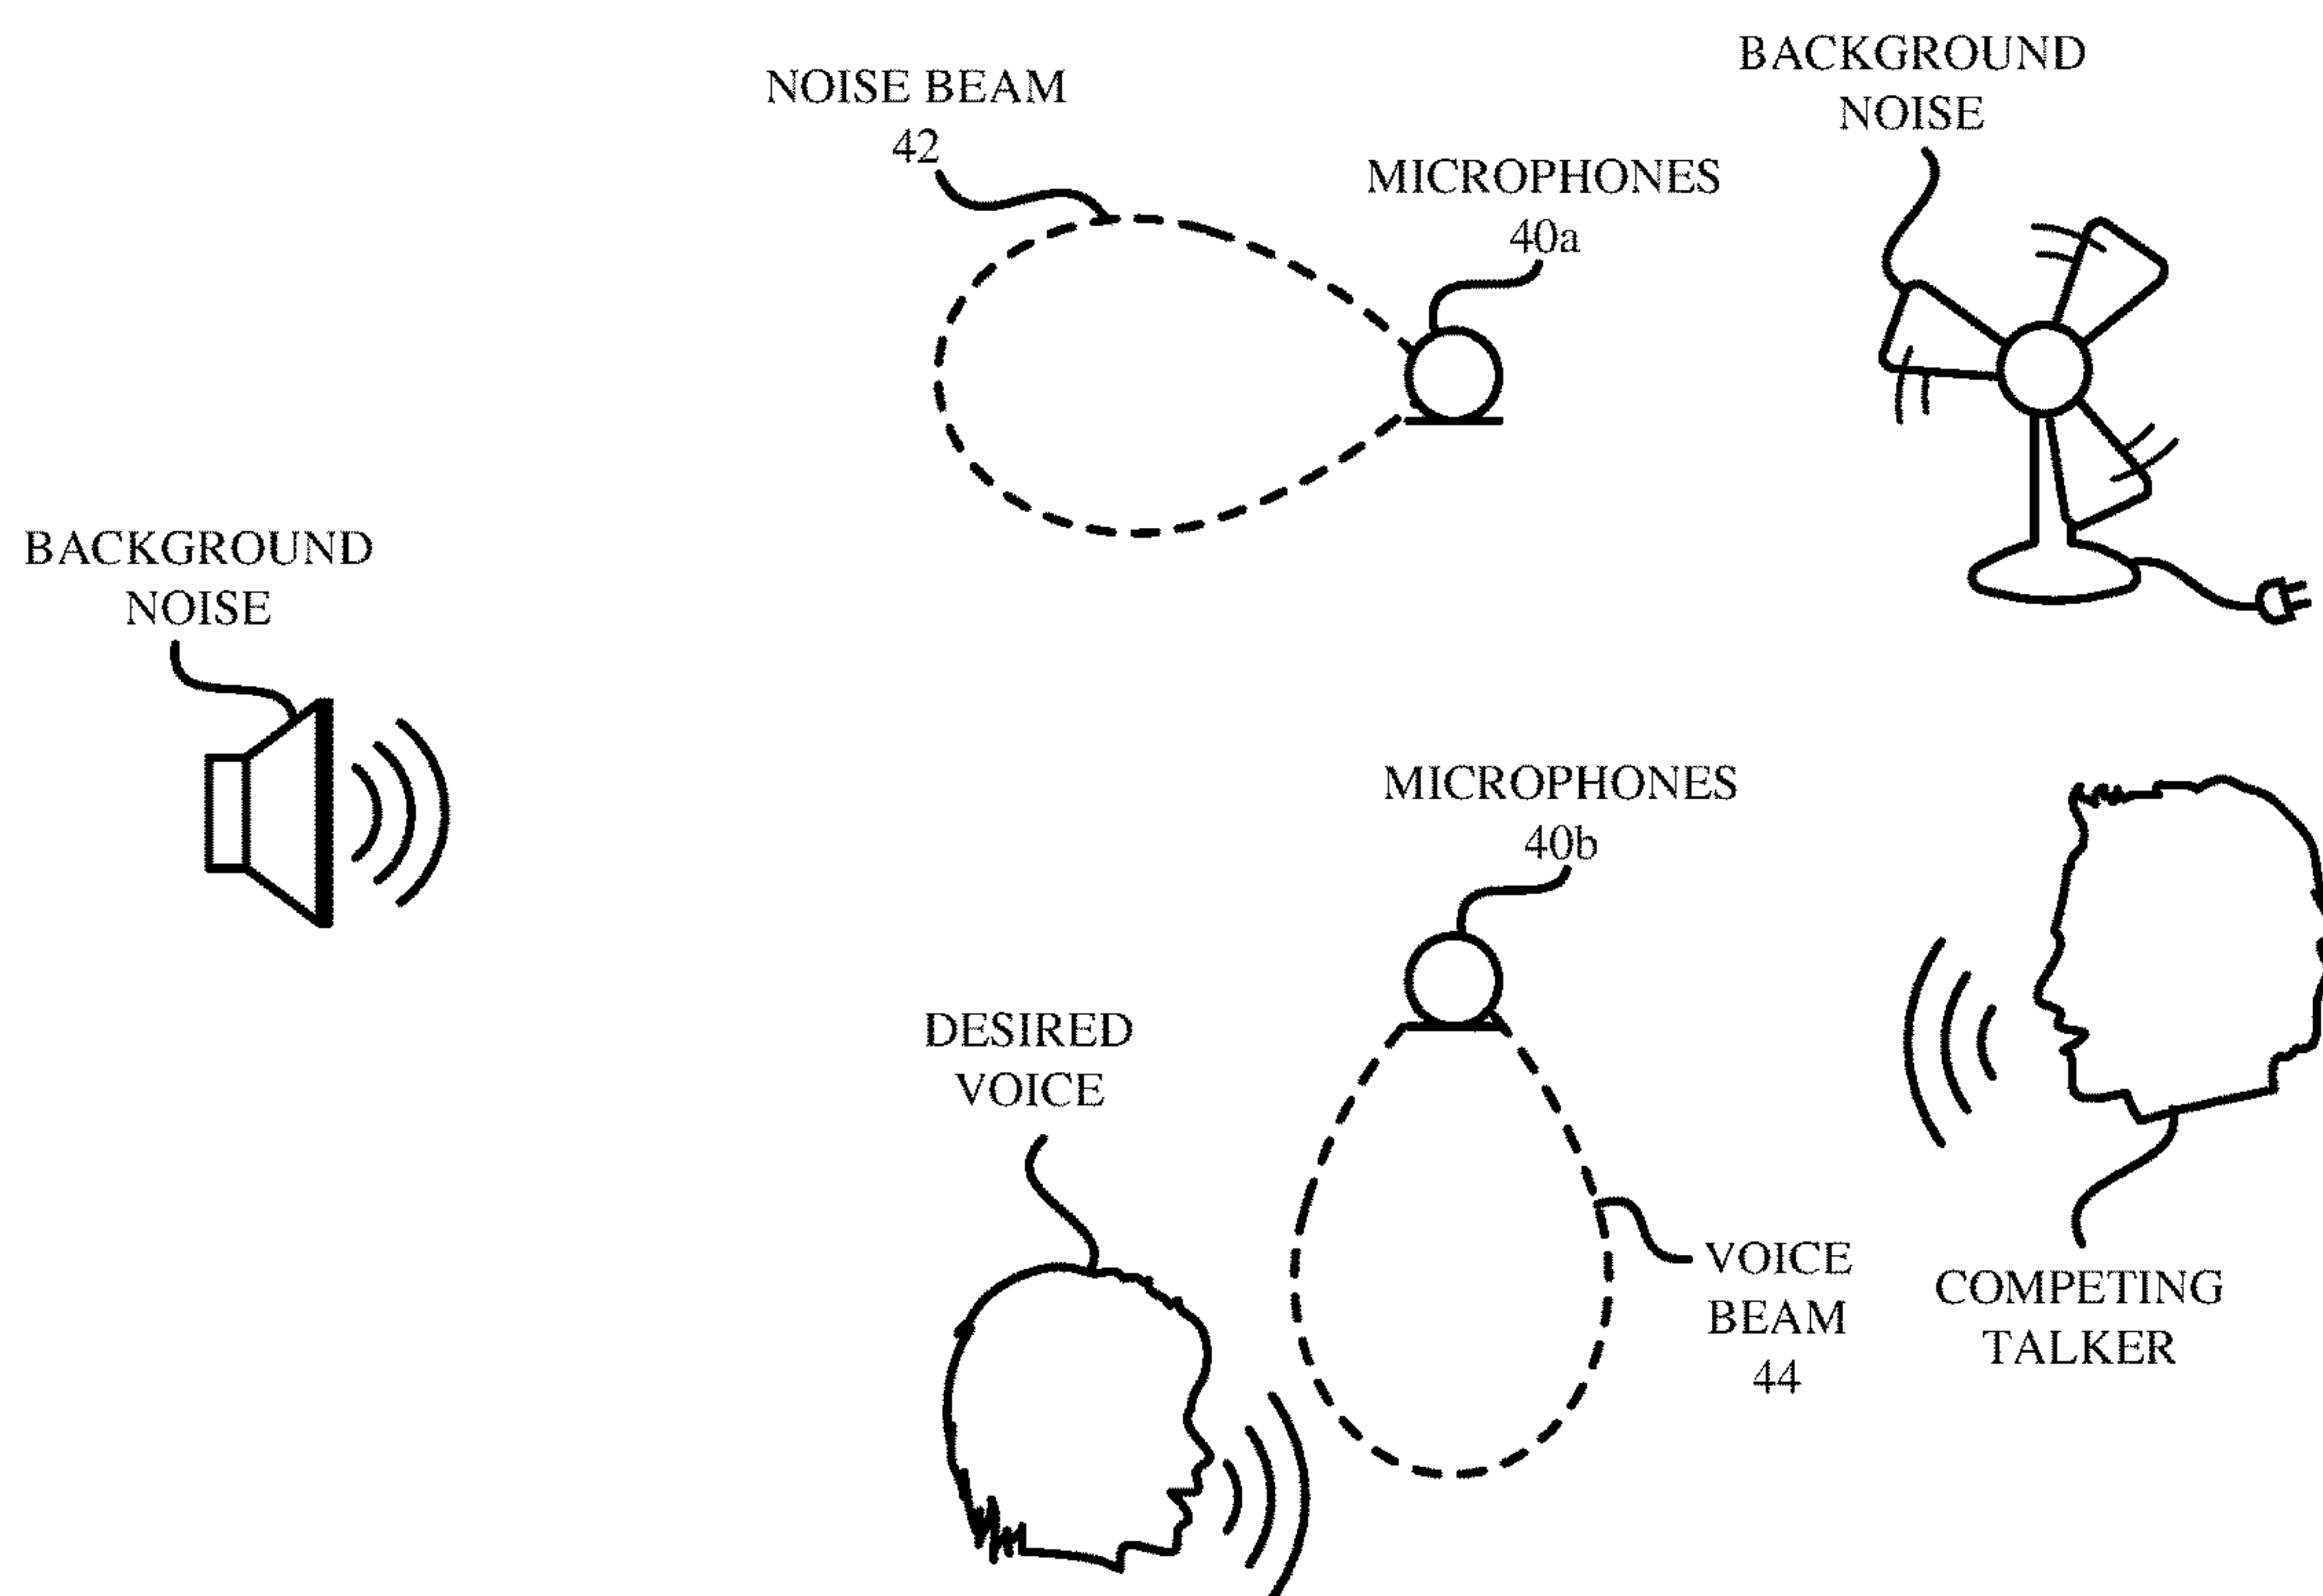 BACKGROUND
NOISE
NOISE BEAM
42
MICROPHONES
40a
BACKGROUND
NOISE
MICROPHONES
40b
DESIRED
VOICE
VOICE
BEAM
44
COMPETING
TALKER